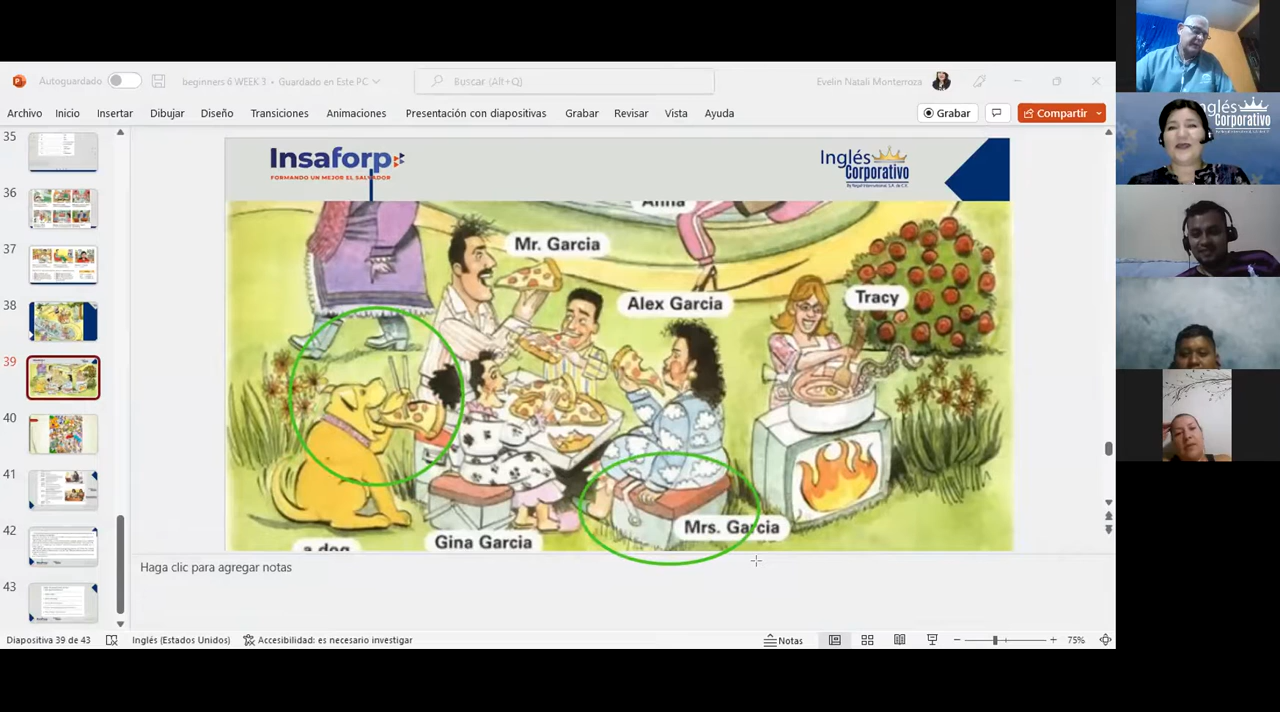 Autoguardado
beginners 6 WEEK 3 • Guardado en Este PC
Buscar (Alt+Q)
Evelin Natali Monterroza
Archivo Inicio Insertar Dibujar Diseño Transiciones Animaciones Presentación con diapositivas Grabar Revisar Vista Ayuda
Grabar
Compartir
35
36
37
38
39
40
41
42
43
Insaforp
FORMANDO UN MEJOR EL SALVADOR
Inglés
Corporativo
Anna
Mr. Garcia
Alex Garcia
Tracy
Mrs. Garcia
Gina Garcia
a dog
Haga clic para agregar notas
Diapositiva 39 de 43
Inglés (Estados Unidos)
Accesibilidad: es necesario investigar
Notas
75%
Inglés
Corporativo